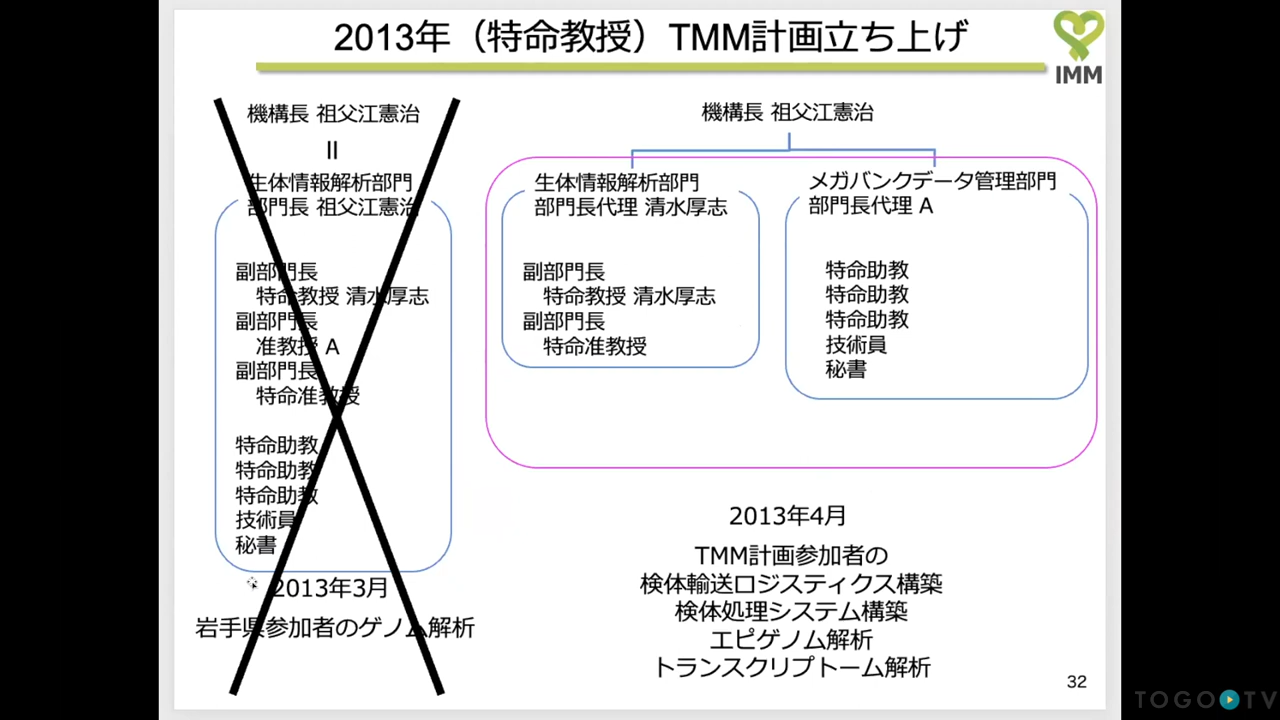 2013年（特命教授）TMM計画立ち上げ
IMM
機構長 祖父江憲治
||
生体情報解析部門
部門長 祖父江憲治
副部門長
特命教授 清水厚志
副部門長
准教授 A
副部門長
特命准教授
特命助教
特命助教
特命助教
技術員
秘書
2013年3月
岩手県参加者のゲノム解析
機構長 祖父江憲治
生体情報解析部門
部門長代理 清水厚志
副部門長
特命教授 清水厚志
副部門長
特命准教授
メガバンクデータ管理部門
部門長代理 A
特命助教
特命助教
特命助教
技術員
秘書
2013年4月
TMM計画参加者の
検体輸送ロジスティクス構築
検体処理システム構築
エピゲノム解析
トランスクリプトーム解析
32
TOGOTV